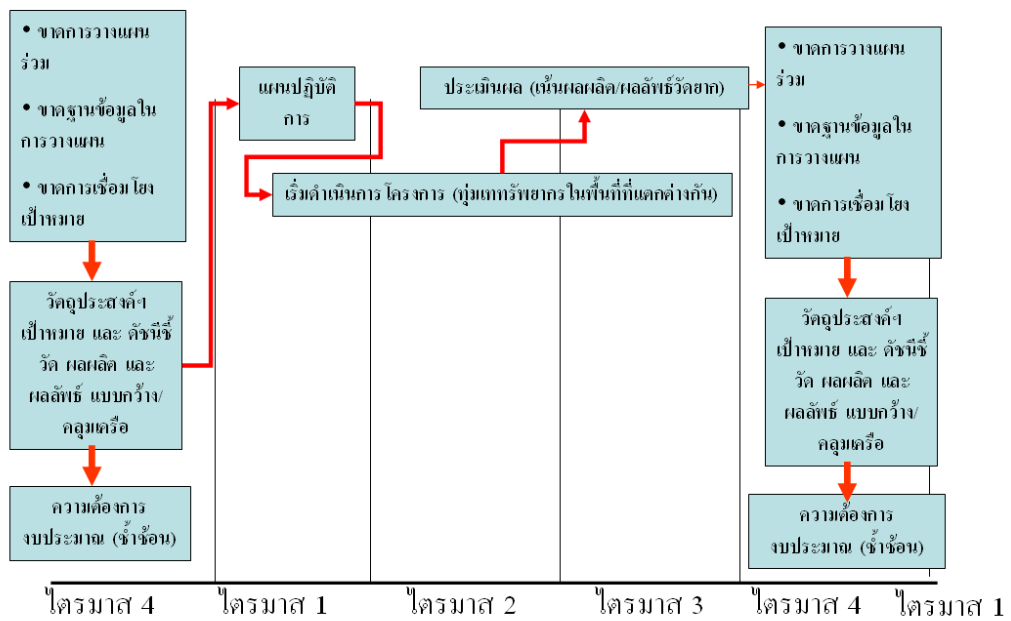 • ขาดการวางแผน
ร่วม
• ขาดฐานข้อมูลใน
การวางแผน
• ขาดการเชื่อมโยง
เป้าหมาย
วัตถุประสงค์ฯ
เป้าหมาย และ ดัชนีชี้
วัด ผลผลิต และ
ผลลัพธ์ แบบกว้าง/
คลุมเครือ
ความต้องการ
งบประมาณ (ซ้ำซ้อน)
แผนปฏิบัติ
การ
ประเมินผล (เน้นผลผลิต/ผลลัพธ์วัดยาก)
เริ่มดำเนินการโครงการ (ทุ่มเททรัพยากรในพื้นที่ที่แตกต่างกัน)
• ขาดการวางแผน
ร่วม
• ขาดฐานข้อมูลใน
การวางแผน
• ขาดการเชื่อมโยง
เป้าหมาย
วัตถุประสงค์ฯ
เป้าหมาย และ ดัชนีชี้
วัด ผลผลิต และ
ผลลัพธ์ แบบกว้าง/
คลุมเครือ
ความต้องการ
งบประมาณ (ซ้ำซ้อน)
ไตรมาส 4 ไตรมาส 1 ไตรมาส 2 ไตรมาส 3 ไตรมาส 4 ไตรมาส 1